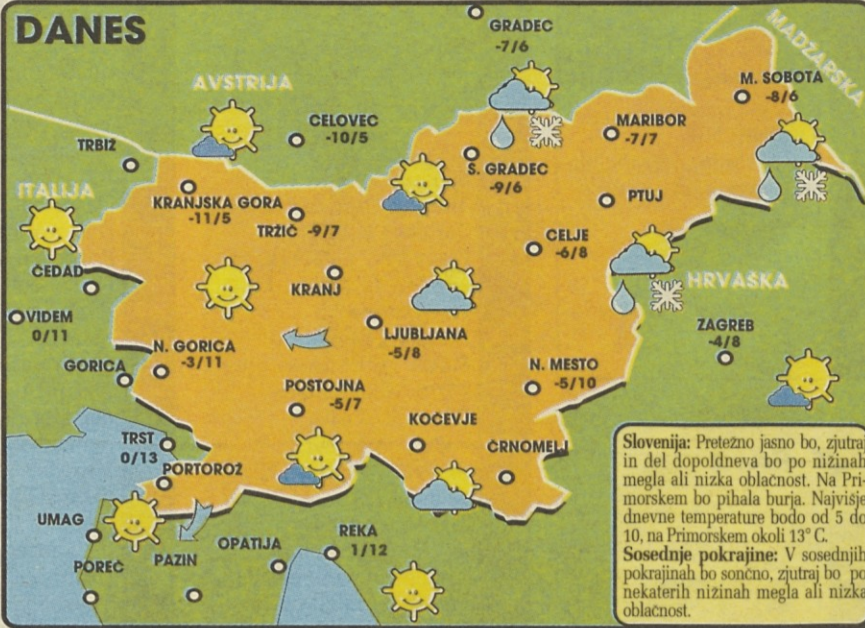 DANES
GRADEC
-7/6
MADŽARSKA
AVSTRIJA
M. SOBOTA
-8/6
CELOVEC
-10/5
MARIBOR
-7/7
TRBIŽ
S. GRADEC
-9/6
ITALIJA
KRANJSKA GORA
-11/5
PTUJ
TRŽIČ -9/7
CELJE
-6/8
ČEDAD
KRANJ
HRVAŠKA
VIDEM
0/11
LJUBLJANA
-5/8
ZAGREB
-4/8
N. GORICA
-3/11
GORICA
N. MESTO
-5/10
POSTOJNA
-5/7
KOČEVJE
TRST
0/13
ČRNOMELJ
PORTOROŽ
UMAG
REKA
1/12
OPATIJA
PAZIN
POREČ
Slovenija: Pretežno jasno bo, zjutraj
in del dopoldneva bo po nižinah
megla ali nizka oblačnost. Na Pri-
morskem bo pihala burja. Najvišje
dnevne temperature bodo od 5 do
10, na Primorskem okoli 13° C.
Sosednje pokrajine: V sosednjih
pokrajinah bo sončno, zjutraj bo po
nekaterih nižinah megla ali nizka
oblačnost.